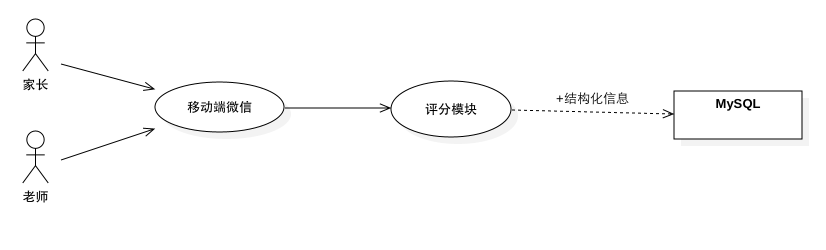 家长
移动端微信
评分模块
+结构化信息
MySQL
老师